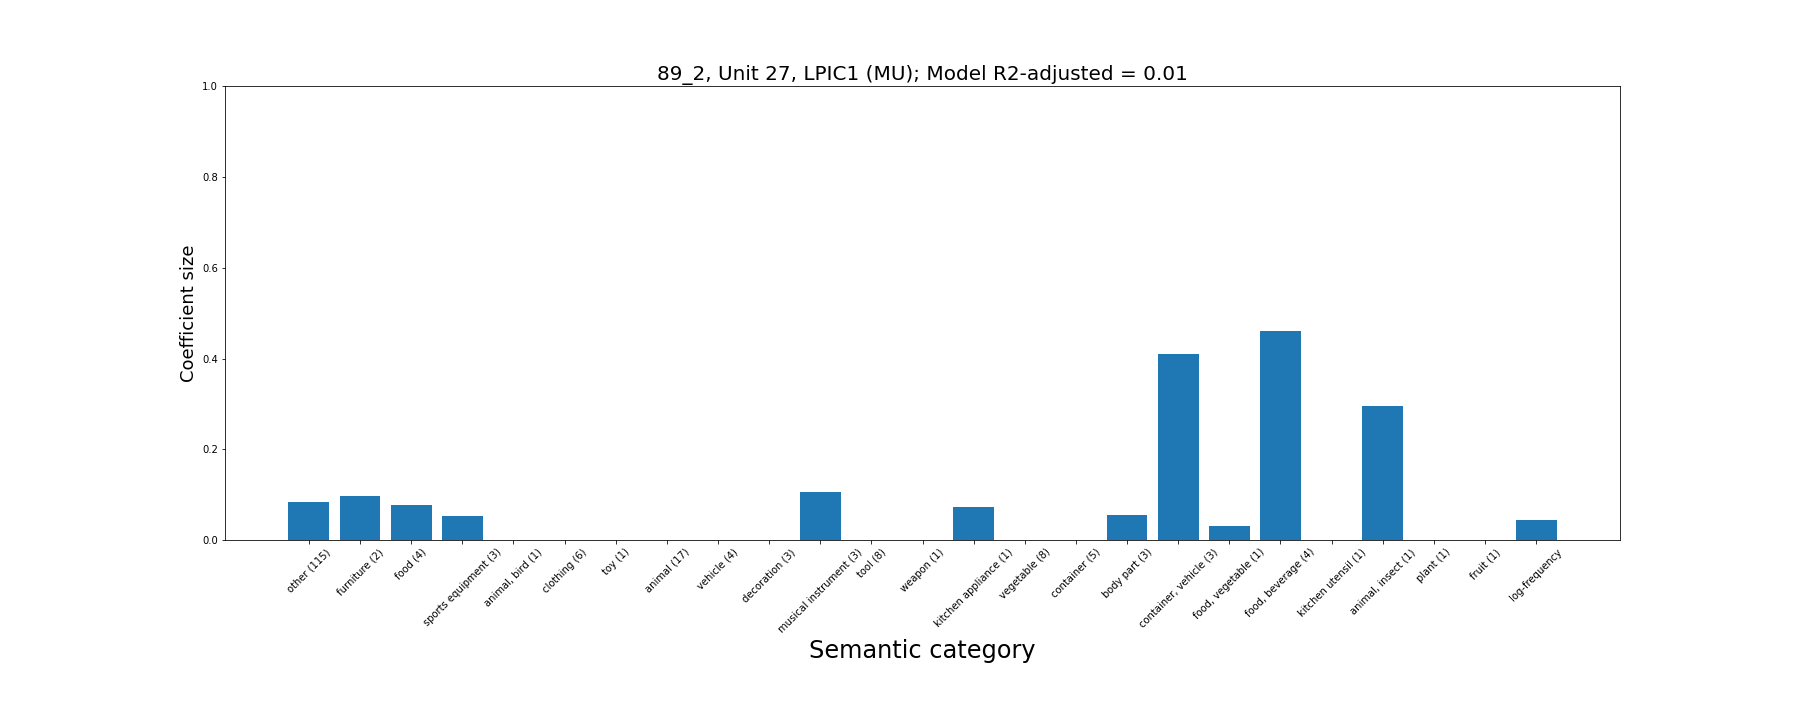 89_2, Unit 27, LPIC1 (MU); Model R2-adjusted = 0.01
1.0
0.8
0.6
0.4
0.2
0.0
Coefficient size
other (115)
furniture (2)
food (4)
sports equipment (3)
animal, bird (1)
clothing (6)
toy (1)
animal (17)
vehicle (4)
decoration (3)
musical instrument (3)
tool (8)
weapon (1)
kitchen appliance (1)
vegetable (8)
container (5)
body part (3)
container, vehicle (3)
food, vegetable (1)
food, beverage (4)
kitchen utensil (1)
animal, insect (1)
plant (1)
fruit (1)
log-frequency
Semantic category